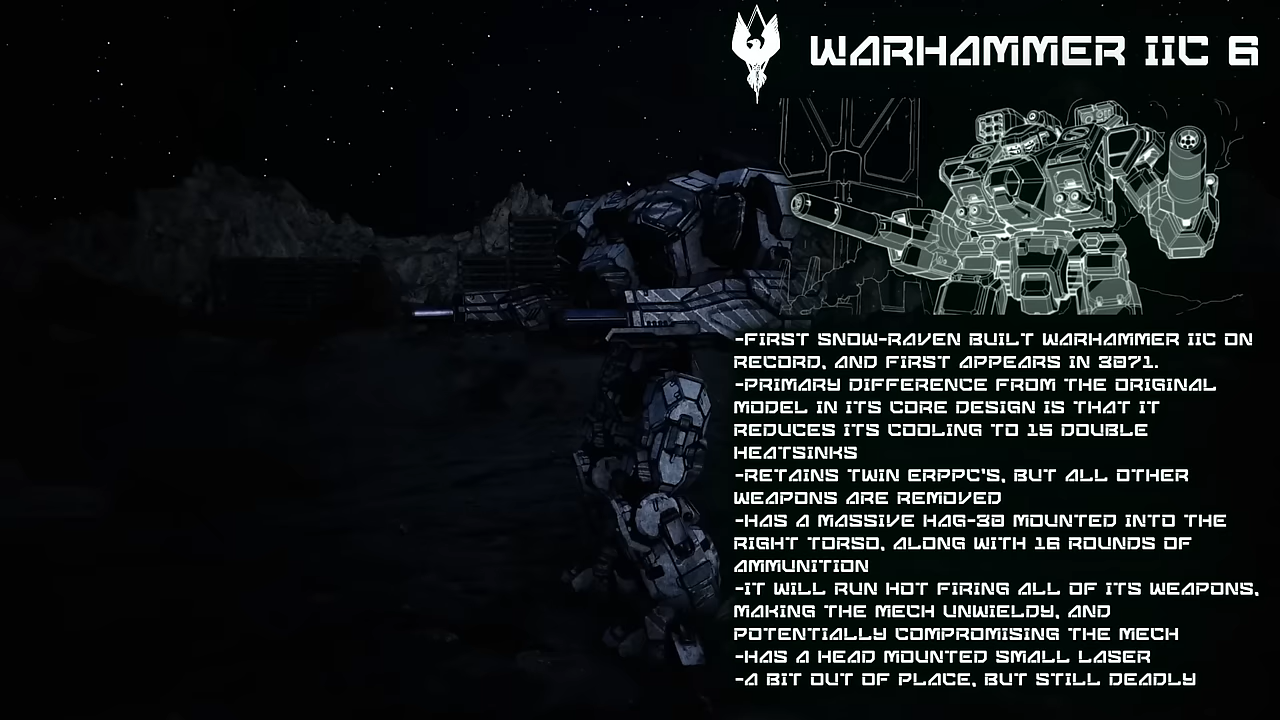 WARHAMMER IIC 6
-FIRST SNOW-RAVEN BUILT WARHAMMER IIC ON
RECORD, AND FIRST APPEARS IN 3071.
-PRIMARY DIFFERENCE FROM THE ORIGINAL
MODEL IN ITS CORE DESIGN IS THAT IT
REDUCES ITS COOLING TO 15 DOUBLE
HEATSINKS
-RETAINS TWIN ERPPC'S, BUT ALL OTHER
WEAPONS ARE REMOVED
-HAS A MASSIVE HAG-30 MOUNTED INTO THE
RIGHT TORSO, ALONG WITH 16 ROUNDS OF
AMMUNITION
-IT WILL RUN HOT FIRING ALL OF ITS WEAPONS,
MAKING THE MECH UNWIELDY, AND
POTENTIALLY COMPROMISING THE MECH
-HAS A HEAD MOUNTED SMALL LASER
-A BIT OUT OF PLACE, BUT STILL DEADLY